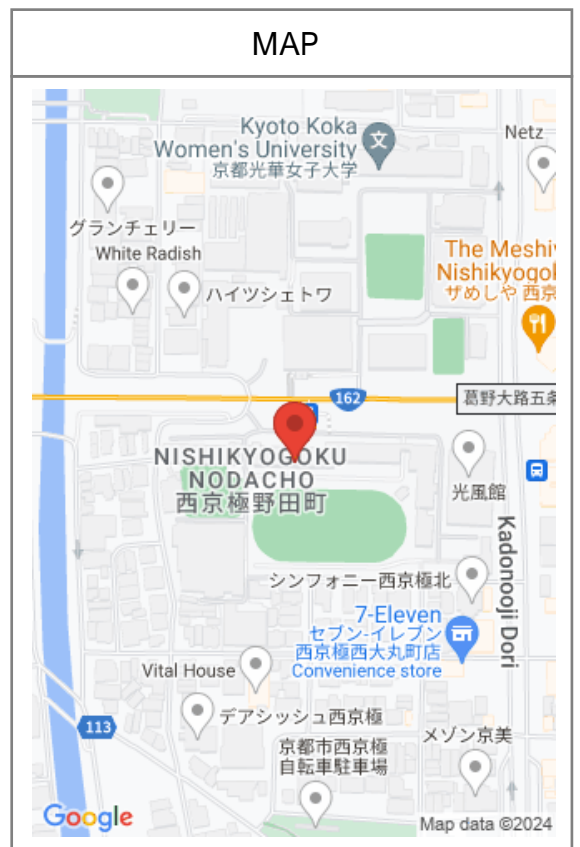 MAP
Kyoto Koka
Women's University
京都光華女子大学
Netz
グランチェリー
White Radish
ハイツシェトワ
The Meshi
Nishikyogok
ザめしや 西京
162
葛野大路五条
NISHIKYOGOKU
NODACHO
西京極野田町
光風館
Kadonooji Dori
シンフォニー西京極北
7-Eleven
セブン-イレブン
西京極西大丸町店
Convenience store
Vital House
デアシッシュ西京極
113
メゾン京美
京都市西京極
自転車駐車場
Google
Map data ©2024